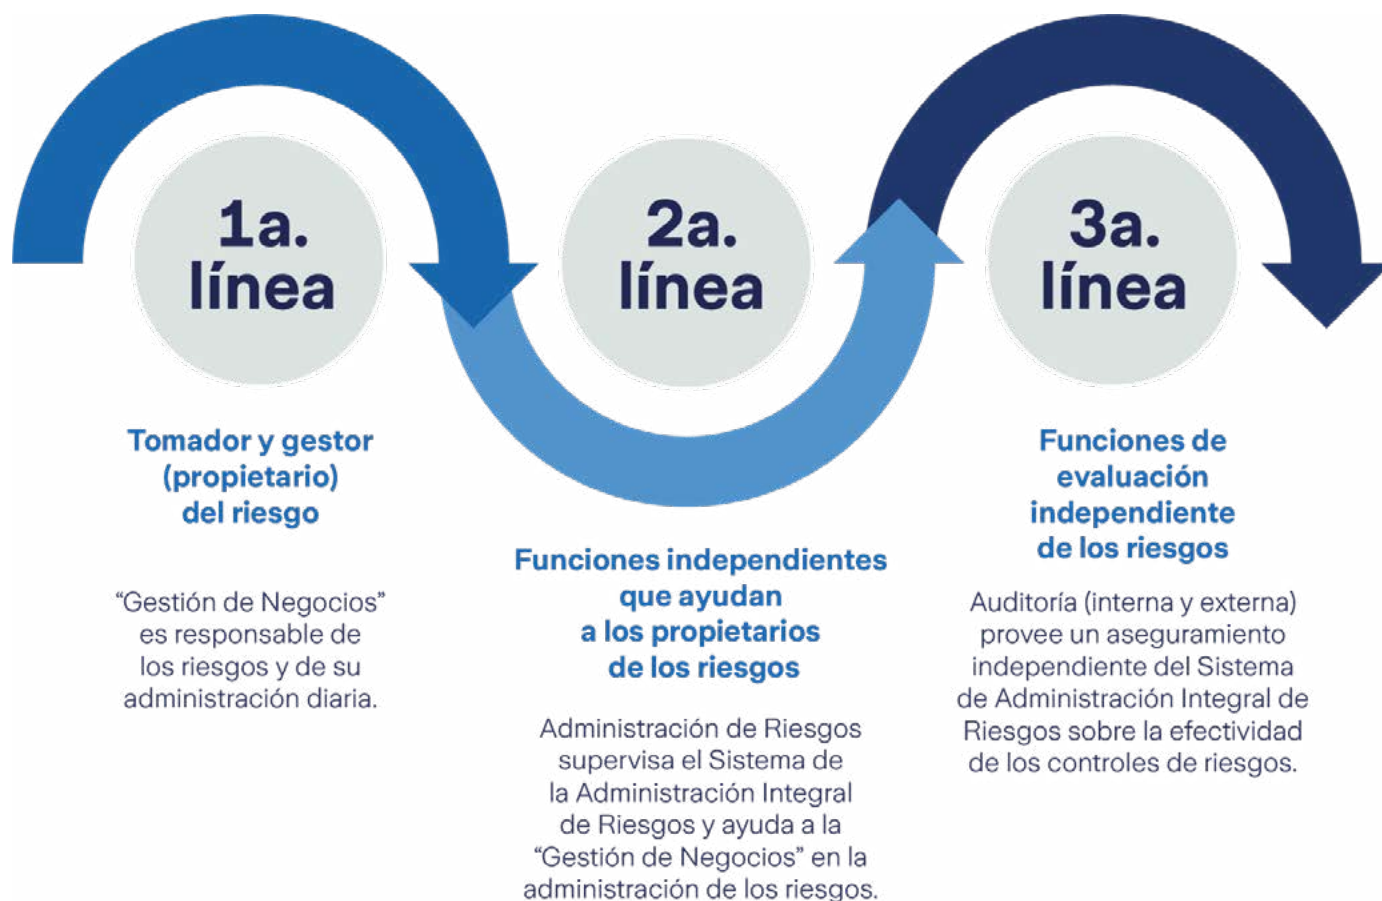 1a.
línea
Tomador y gestor
(propietario)
del riesgo
“Gestión de Negocios”
es responsable de
los riesgos y de su
administración diaria.
2a.
línea
Funciones independientes
que ayudan
a los propietarios
de los riesgos
Administración de Riesgos
supervisa el Sistema de
la Administración Integral
de Riesgos y ayuda a la
“Gestión de Negocios” en la
administración de los riesgos.
3a.
línea
Funciones de
evaluación
independiente
de los riesgos
Auditoría (interna y externa)
provee un aseguramiento
independiente del Sistema
de Administración Integral de
Riesgos sobre la efectividad
de los controles de riesgos.